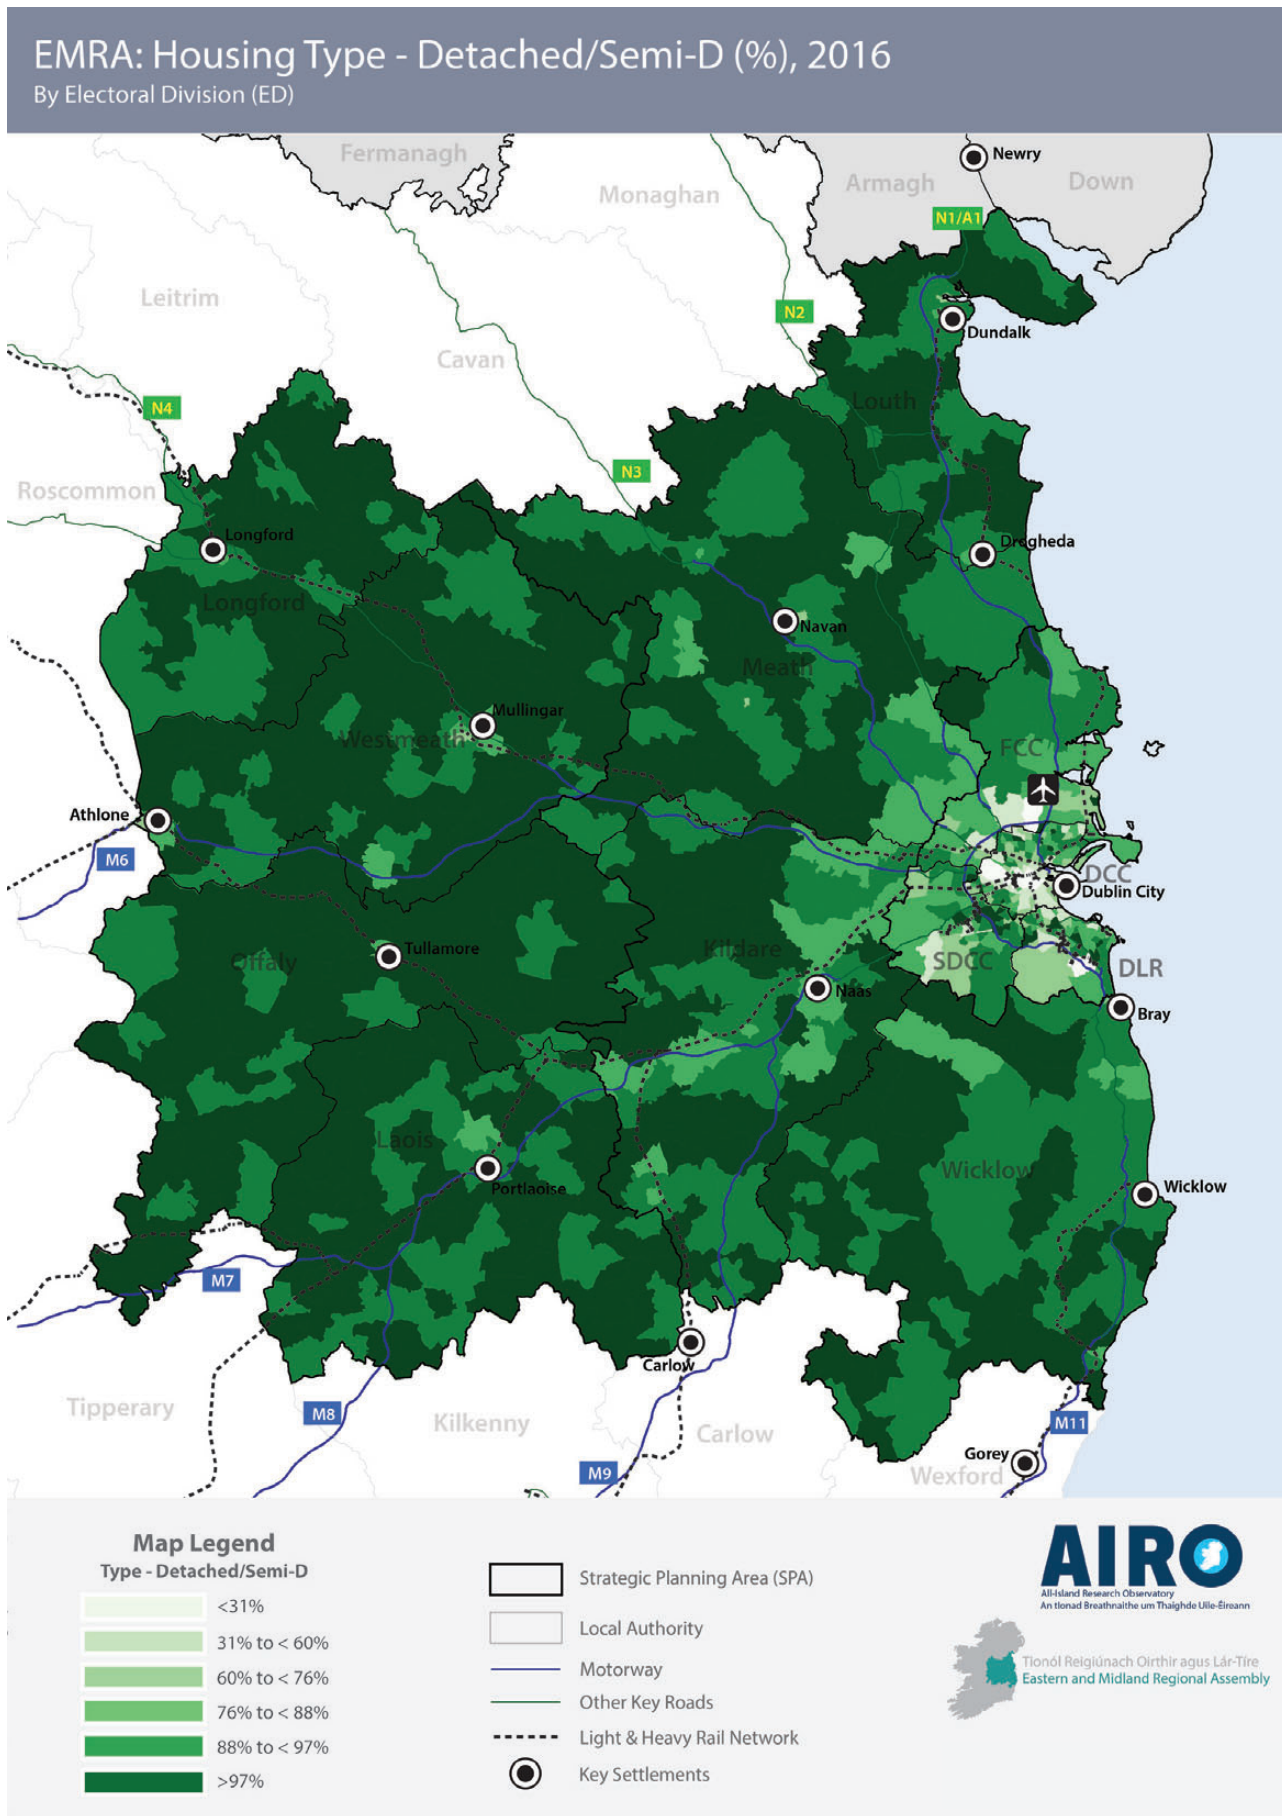 EMRA: Housing Type - Detached/Semi-D (%), 2016
By Electoral Division (ED)
Fermanagh
Monaghan
Armagh
Newry
Down
N1/A1
Leitrim
N2
Dundalk
Cavan
Louth
N4
N3
Roscommon
Longford
Drogheda
Longford
Navan
Meath
Mullingar
Westmeath
FCC
Athlone
M6
DCC
Dublin City
Tullamore
Offaly
Kildare
SDCC
DLR
Naas
Bray
Laois
Portlaoise
Wicklow
Wicklow
M7
Carlow
Tipperary
M8
Kilkenny
Carlow
M11
Gorey
Wexford
M9
Map Legend
Type - Detached/Semi-D
<31%
31% to < 60%
60% to < 76%
76% to < 88%
88% to < 97%
>97%
Strategic Planning Area (SPA)
Local Authority
Motorway
Other Key Roads
Light & Heavy Rail Network
Key Settlements
AIRO
All-Island Research Observatory
An tIonad Breathnaithe um Thaighde Uile-Éireann
Tionól Reigiúnach Oirthir agus Lár-Tíre
Eastern and Midland Regional Assembly